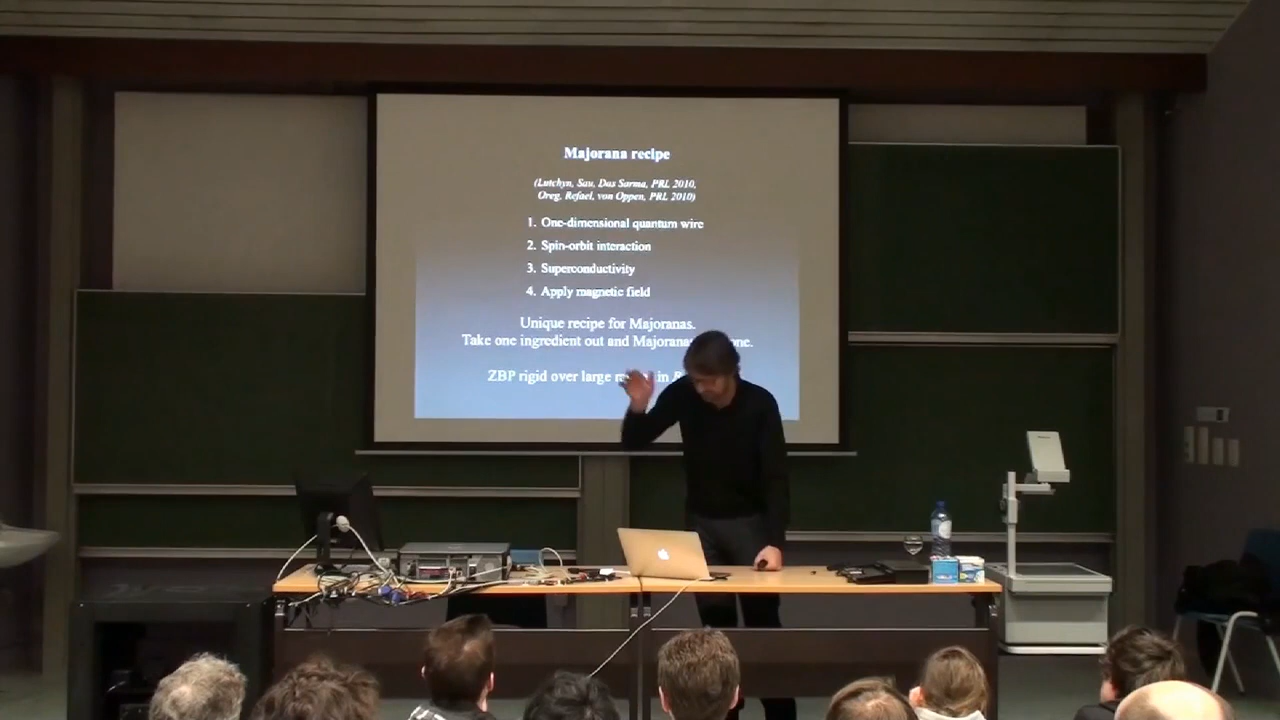 Majorana recipe
(Lutchyn, Sau, Das Sarma, PRL 2010,
Oreg, Refael, von Oppen, PRL 2010)
1. One-dimensional quantum wire
2. Spin-orbit interaction
3. Superconductivity
4. Apply magnetic field
Unique recipe for Majoranas.
Take one ingredient out and Majoranas one.
ZBP rigid over large in